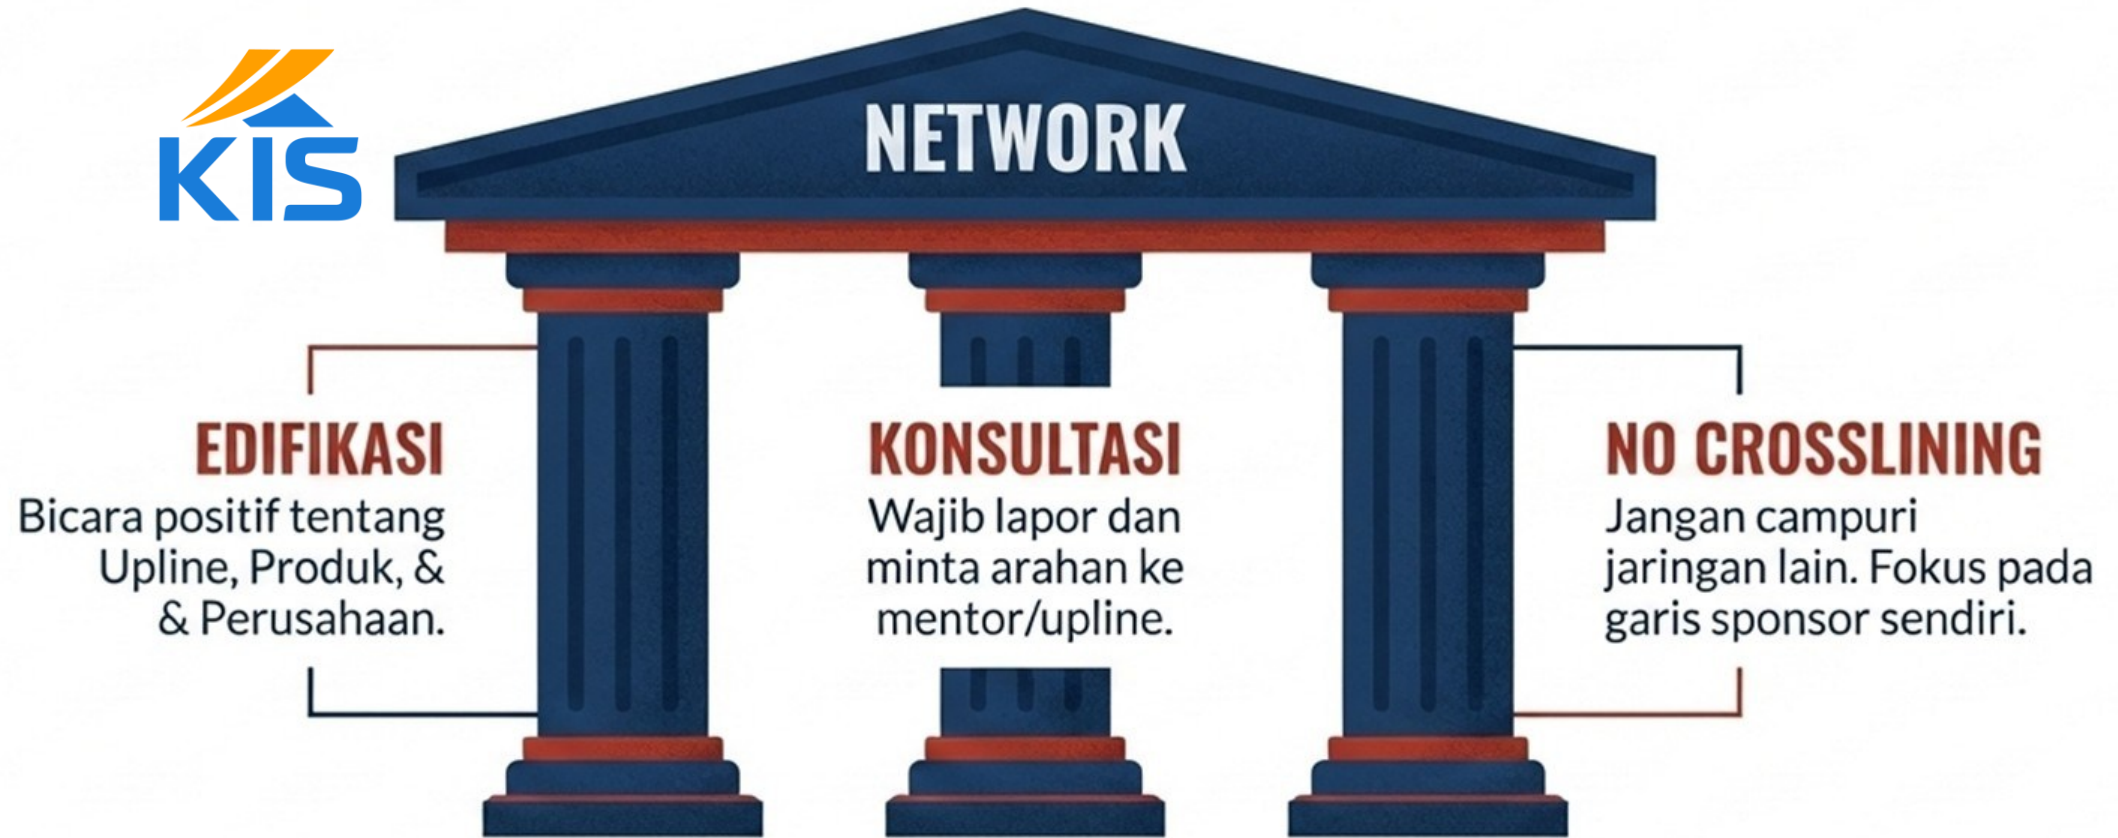 KIS
NETWORK
EDIFIKASI
Bicara positif tentang
Upline, Produk, &
& Perusahaan.
KONSULTASI
Wajib lapor dan
minta arahan ke
mentor/upline.
NO CROSSLINING
Jangan campuri
jaringan lain. Fokus pada
garis sponsor sendiri.